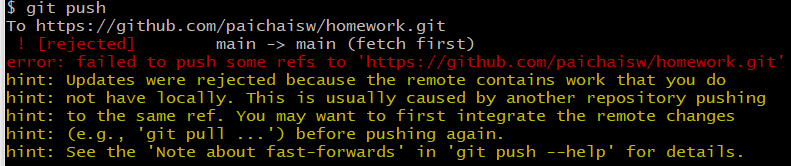 $ git push
To https://github.com/paichaisw/homework.git
 ! [rejected]        main -> main (fetch first)
error: failed to push some refs to 'https://github.com/paichaisw/homework.git'
hint: Updates were rejected because the remote contains work that you do
hint: not have locally. This is usually caused by another repository pushing
hint: to the same ref. You may want to first integrate the remote changes
hint: (e.g., 'git pull ...') before pushing again.
hint: See the 'Note about fast-forwards' in 'git push --help' for details.